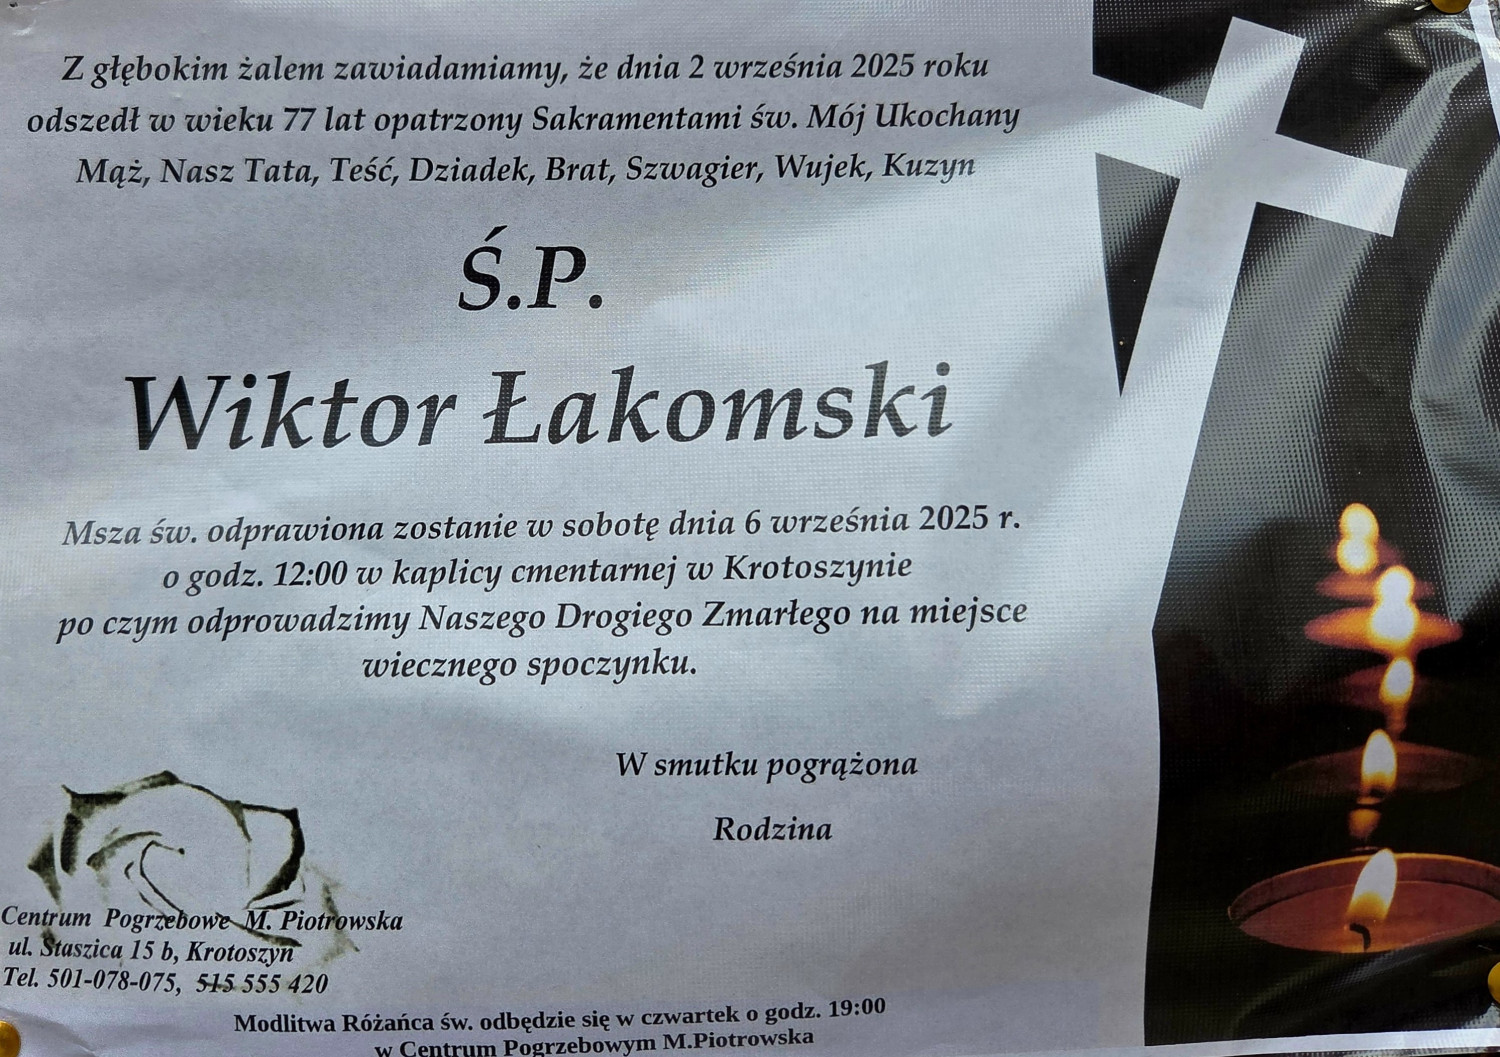 Z głębokim żalem zawiadamiamy, że dnia 2 września 2025 roku
odszedł w wieku 77 lat opatrzony Sakramentami św. Mój Ukochany
Mąż, Nasz Tata, Teść, Dziadek, Brat, Szwagier, Wujek, Kuzyn
Ś.P.
Wiktor Łakomski
Msza św. odprawiona zostanie w sobotę dnia 6 września 2025 r.
o godz. 12:00 w kaplicy cmentarnej w Krotoszynie
po czym odprowadzimy Naszego Drogiego Zmarłego na miejsce
wiecznego spoczynku.
W smutku pogrążona
Rodzina
Centrum Pogrzebowe M. Piotrowska
ul. Staszica 15 b, Krotoszyn
Tel. 501-078-075, 515 555 420
Modlitwa Różańca św. odbędzie się w czwartek o godz. 19:00
w Centrum Pogrzebowym M.Piotrowska